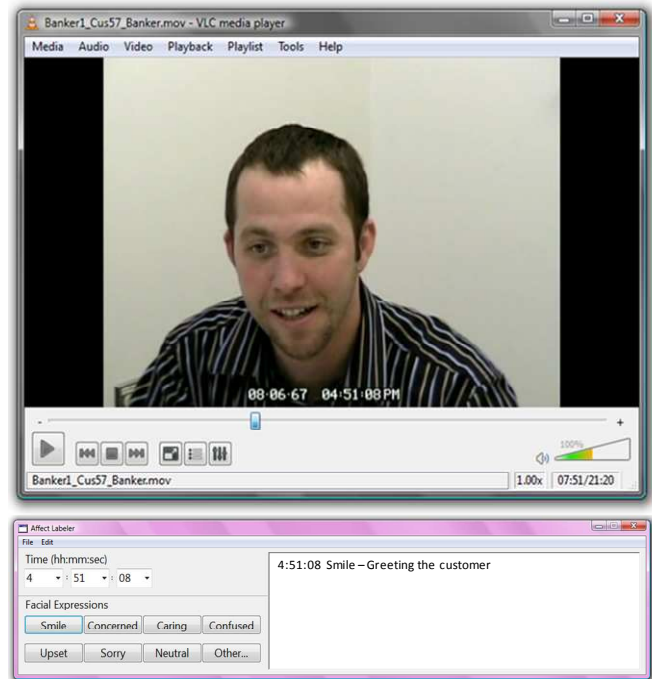 Banker1_Cus57_Banker.mov - VLC media player
Media Audio Video Playback Playlist Tools Help
08-06-67 04:51:08 PM
- +
100%
Banker1_Cus57_Banker.mov 1.00x 07:51/21:20
Affect Labeler
File Edit
Time (hh:mm:sec)
4 : 51 : 08
4:51:08 Smile – Greeting the customer
Facial Expressions
Smile Concerned Caring Confused
Upset Sorry Neutral Other...